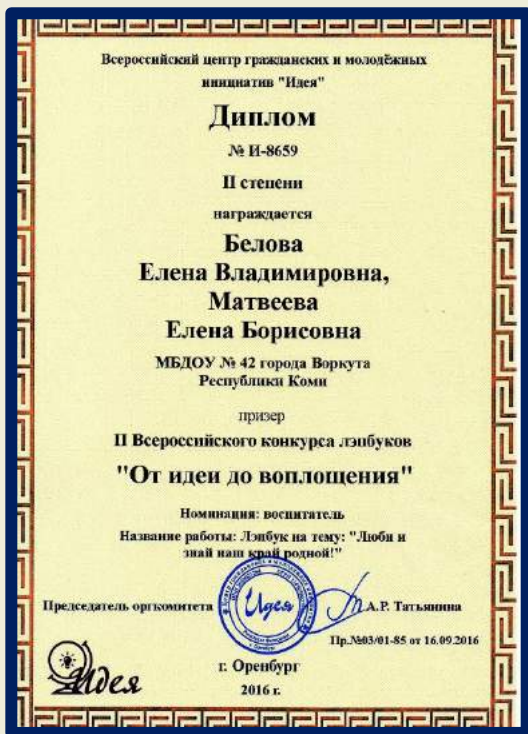 Всероссийский центр гражданских и молодёжных
инициатив "Идея"
Диплом
№ И-8659
II степени
награждается
Белова
Елена Владимировна,
Матвеева
Елена Борисовна
МБДОУ № 42 города Воркута
Республики Коми
призер
II Всероссийского конкурса лэпбуков
"От идеи до воплощения"
Номинация: воспитатель
Название работы: Лэпбук на тему: "Люби и
знай наш край родной!"
Председатель оргкомитета
Идея
А.Р. Татьянина
Пр.№03/01-85 от 16.09.2016
Идея
г. Оренбург
2016 г.